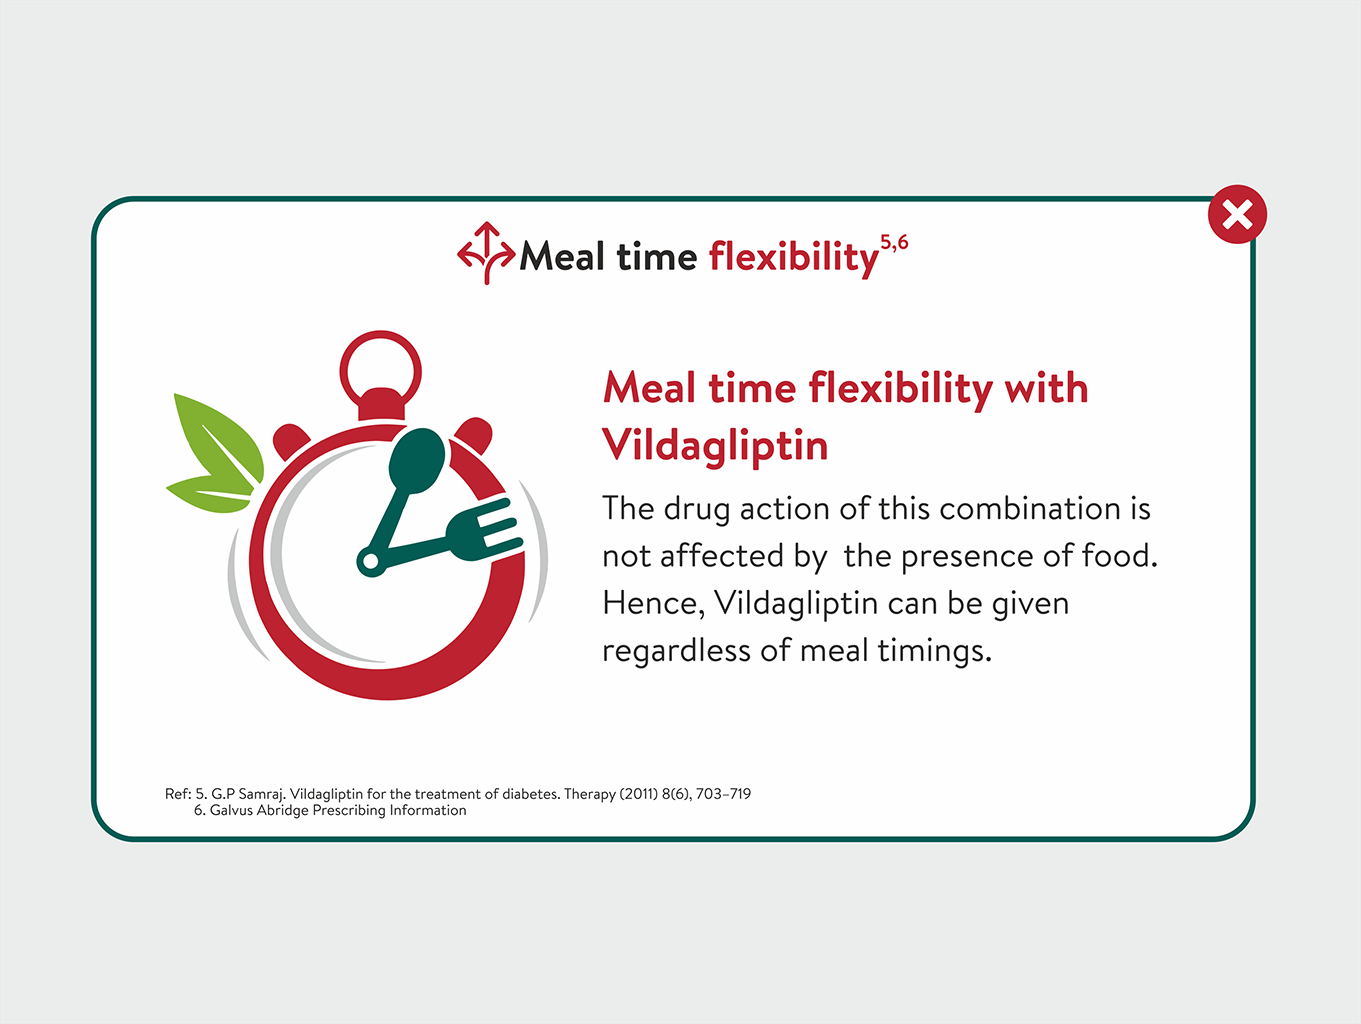 Meal time flexibility5,6
Meal time flexibility with
Vildagliptin
The drug action of this combination is
not affected by  the presence of food.
Hence, Vildagliptin can be given
regardless of meal timings.
Ref: 5. G.P Samraj. Vildagliptin for the treatment of diabetes. Therapy (2011) 8(6), 703–719
6. Galvus Abridge Prescribing Information